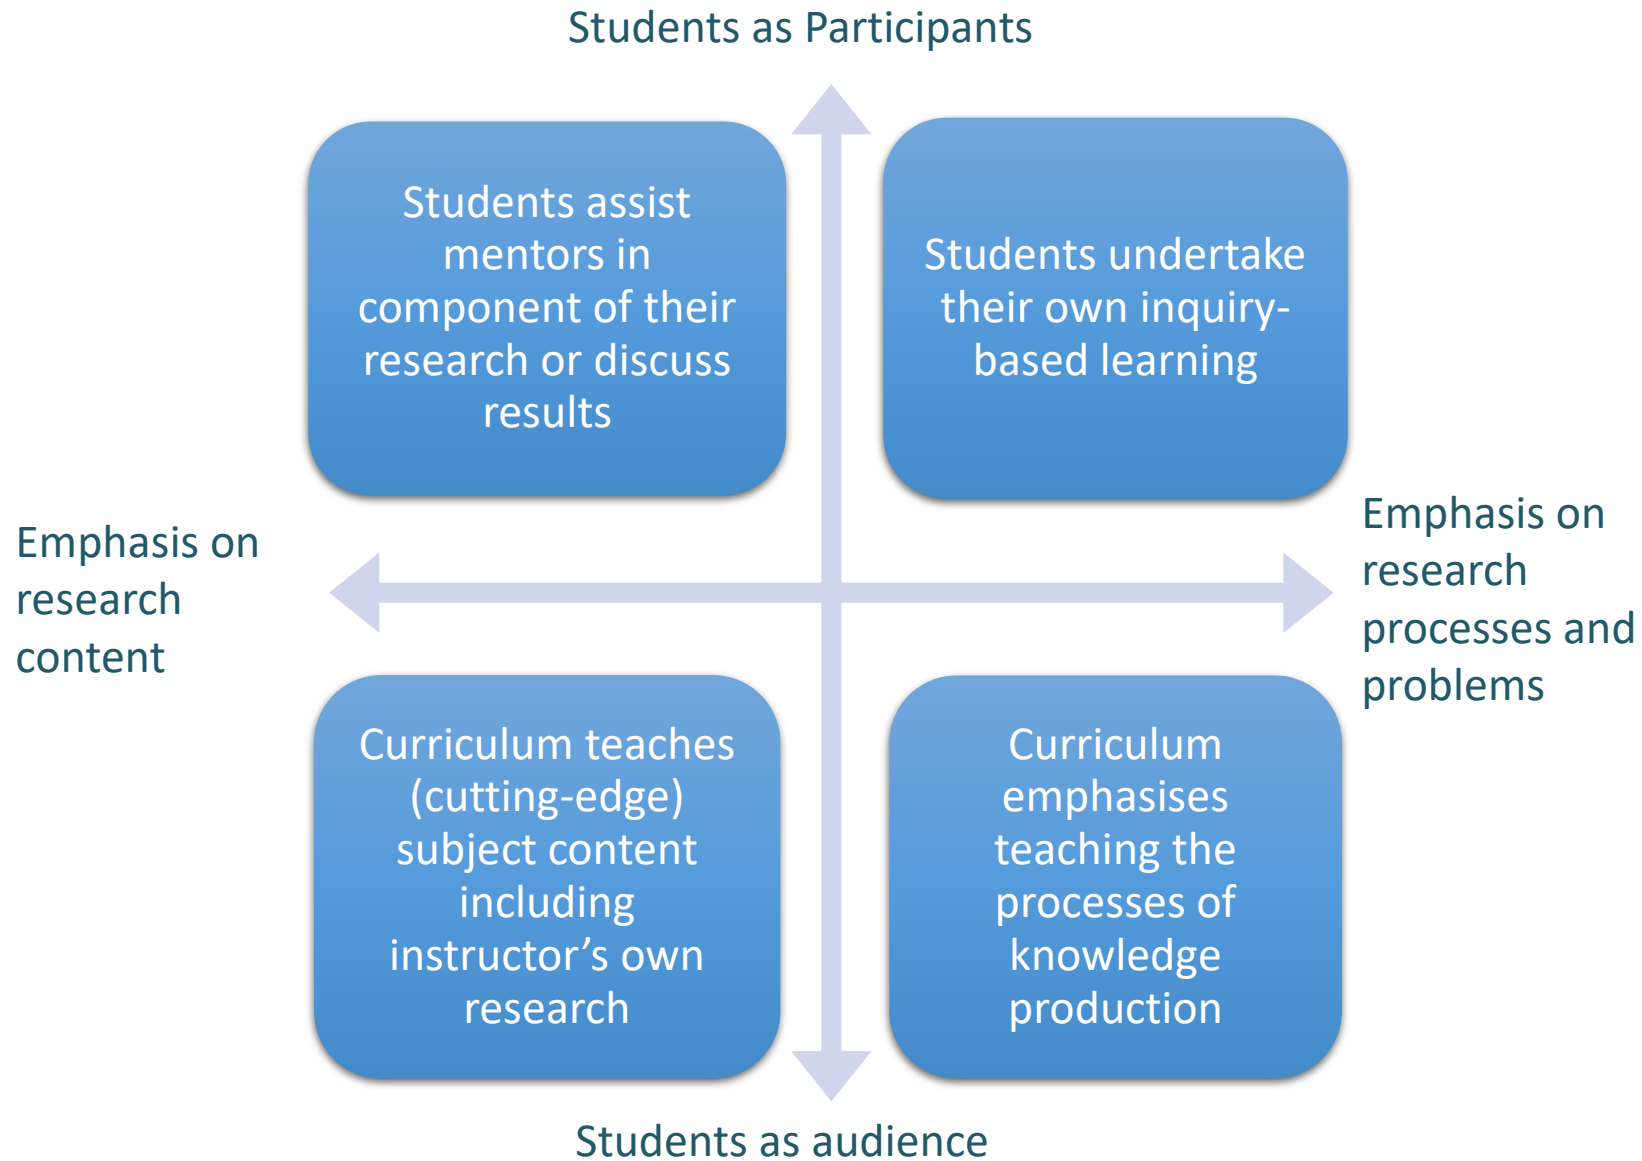 Students as Participants
Students assist
mentors in
component of their
research or discuss
results
Students undertake
their own inquiry-
based learning
Emphasis on
research
content
Emphasis on
research
processes and
problems
Curriculum teaches
(cutting-edge)
subject content
including
instructor’s own
research
Curriculum
emphasises
teaching the
processes of
knowledge
production
Students as audience